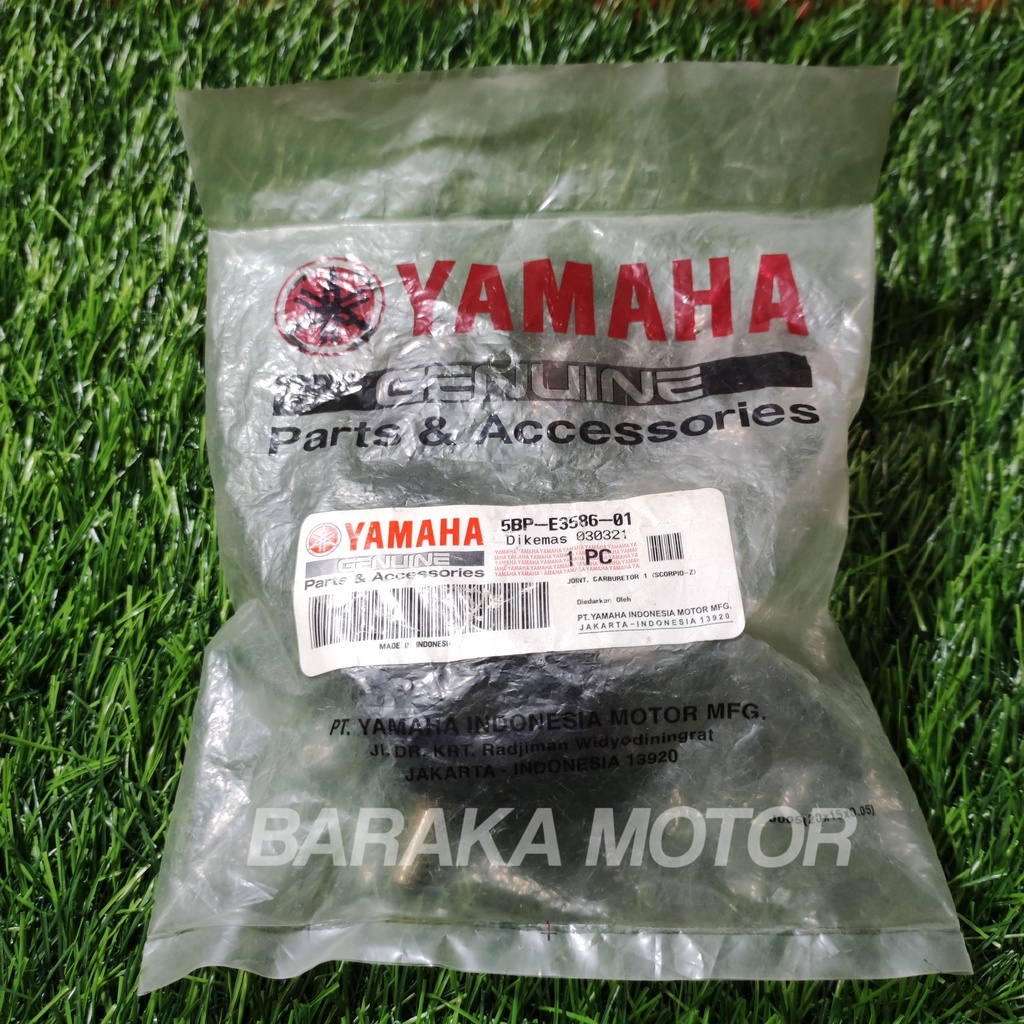 YAMAHA
GENUINE
Parts & Accessories
YAMAHA
GENUINE
Parts & Accessories
MADE IN INDONESIA
5BP-E3586-01
Dikemas 030321
1 PC
JOINT, CARBURETOR 1 (SCORPIO-Z)
Diedarkan Oleh
PT. YAMAHA INDONESIA MOTOR MFG.
JAKARTA-INDONESIA 13920
PT. YAMAHA INDONESIA MOTOR MFG.
Jl. DR. KRT. Radjiman Widyodiningrat
JAKARTA - INDONESIA 13920
(20x15x0.05)
BARAKA MOTOR